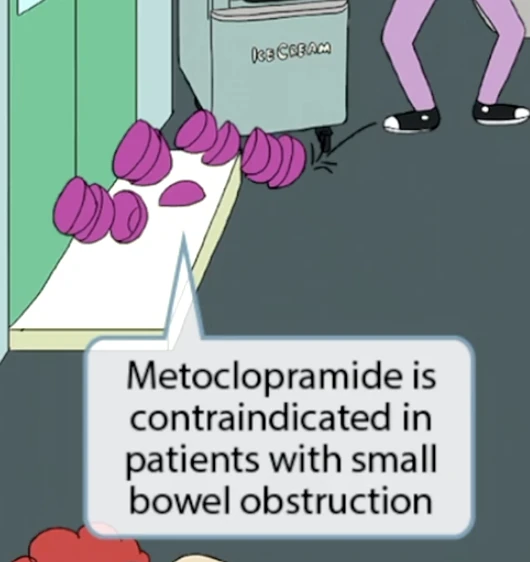 ICE CREAM
Metoclopramide is
contraindicated in
patients with small
bowel obstruction